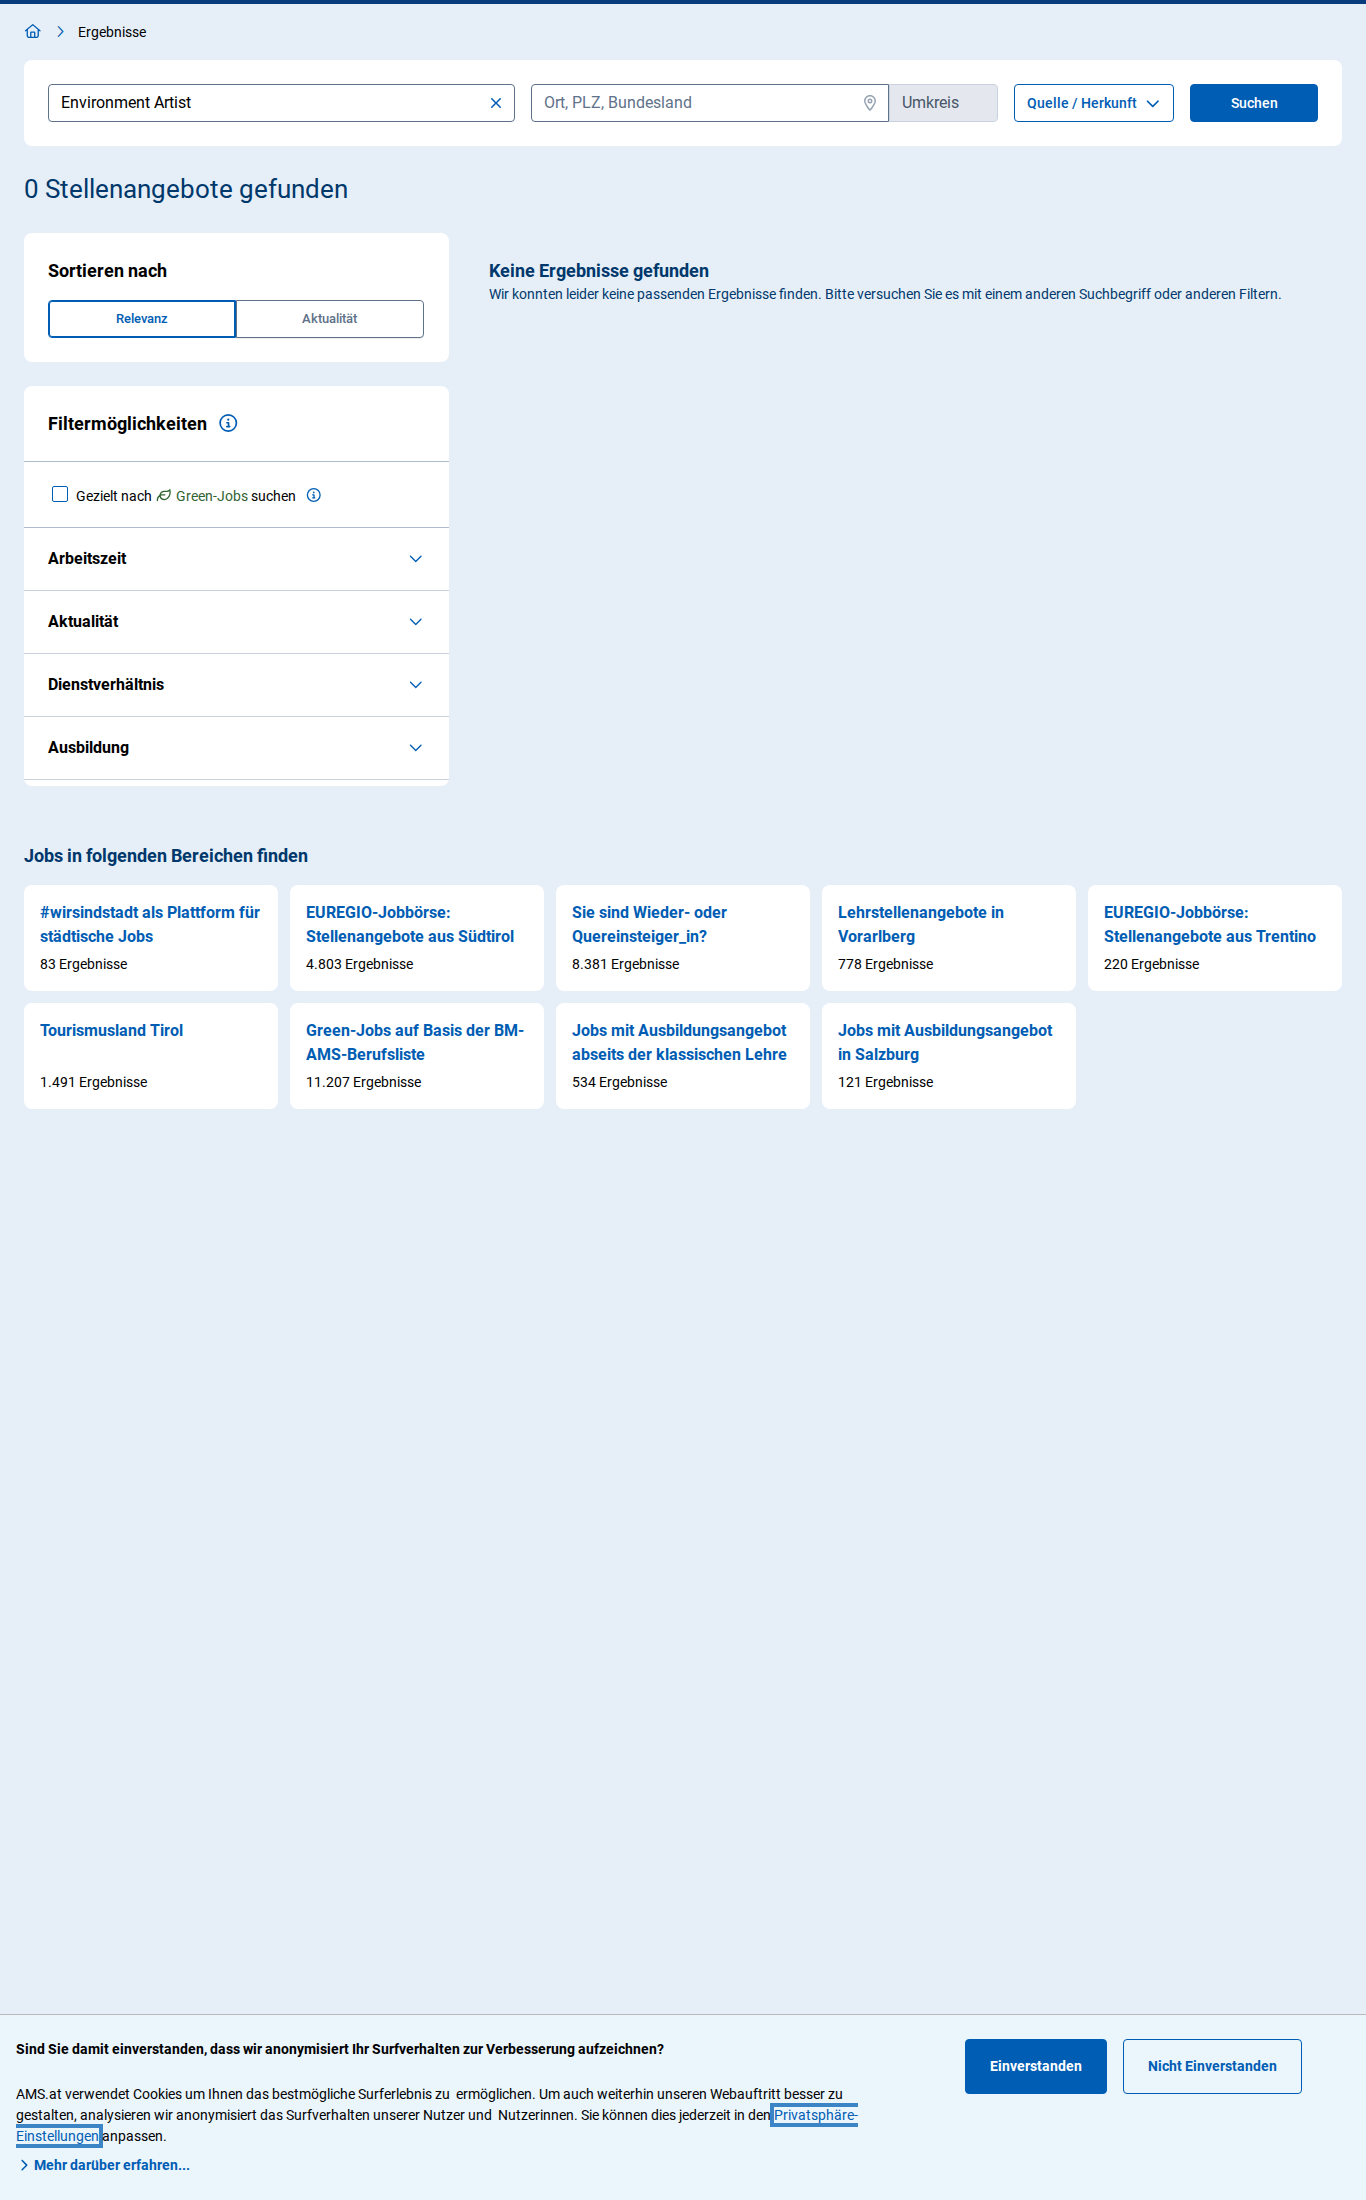 Ergebnisse
Environment Artist
Ort, PLZ, Bundesland
Umkreis
Quelle / Herkunft
Suchen
0 Stellenangebote gefunden
Sortieren nach
Relevanz
Aktualität
Keine Ergebnisse gefunden
Wir konnten leider keine passenden Ergebnisse finden. Bitte versuchen Sie es mit einem anderen Suchbegriff oder anderen Filtern.
Filtermöglichkeiten
Gezielt nach Green-Jobs suchen
Arbeitszeit
Aktualität
Dienstverhältnis
Ausbildung
Jobs in folgenden Bereichen finden
#wirsindstadt als Plattform für
städtische Jobs
83 Ergebnisse
EUREGIO-Jobbörse:
Stellenangebote aus Südtirol
4.803 Ergebnisse
Sie sind Wieder- oder
Quereinsteiger_in?
8.381 Ergebnisse
Lehrstellenangebote in
Vorarlberg
778 Ergebnisse
EUREGIO-Jobbörse:
Stellenangebote aus Trentino
220 Ergebnisse
Tourismusland Tirol
1.491 Ergebnisse
Green-Jobs auf Basis der BM-
AMS-Berufsliste
11.207 Ergebnisse
Jobs mit Ausbildungsangebot
abseits der klassischen Lehre
534 Ergebnisse
Jobs mit Ausbildungsangebot
in Salzburg
121 Ergebnisse
Sind Sie damit einverstanden, dass wir anonymisiert Ihr Surfverhalten zur Verbesserung aufzeichnen?
AMS.at verwendet Cookies um Ihnen das bestmögliche Surferlebnis zu ermöglichen. Um auch weiterhin unseren Webauftritt besser zu
gestalten, analysieren wir anonymisiert das Surfverhalten unserer Nutzer und Nutzerinnen. Sie können dies jederzeit in den Privatsphäre-
Einstellungen anpassen.
Mehr darüber erfahren...
Einverstanden
Nicht Einverstanden